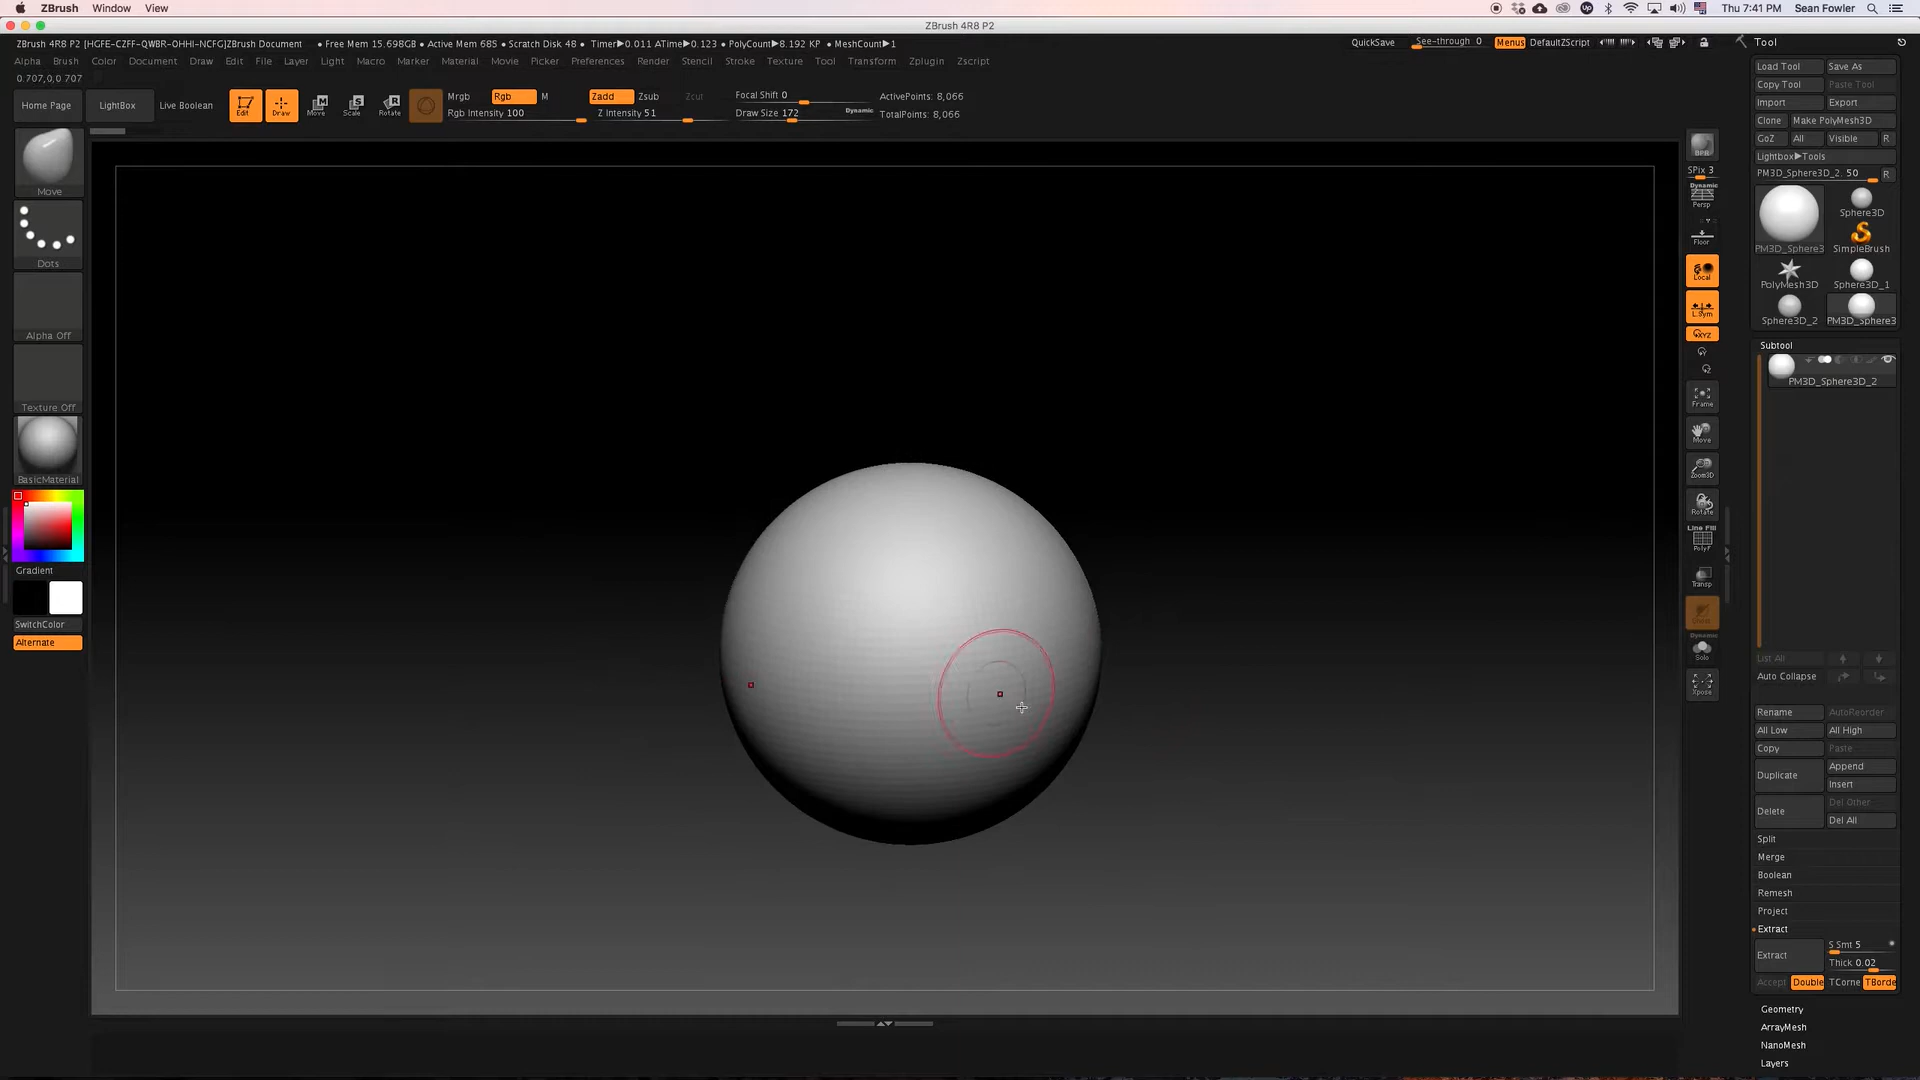 ZBrush Window View
Thu 7:41 PM Sean Fowler
ZBrush 4R8 P2
ZBrush 4R8 P2 [HGFE-CZFF-QWBR-OHHI-NCFG]ZBrush Document • Free Mem 15.698GB • Active Mem 685 • Scratch Disk 48 • Timer▶0.011 ATime▶0.123 • PolyCount▶8.192 KP • MeshCount▶1
QuickSave See-through 0 Menus DefaultZScript
Tool
Alpha Brush Color Document Draw Edit File Layer Light Macro Marker Material Movie Picker Preferences Render Stencil Stroke Texture Tool Transform Zplugin Zscript
0.707,0.707
Home Page LightBox Live Boolean Edit Draw Move Scale Rotate
Mrgb Rgb M Zadd Zsub Zcut Focal Shift 0 ActivePoints: 8,066
Rgb Intensity 100 Z Intensity 51 Draw Size 172 Dynamic TotalPoints: 8,066
Move
Dots
Alpha Off
Texture Off
BasicMaterial
Gradient
SwitchColor
Alternate
BPR
SPix 3
Dynamic
Persp
Floor
Local
L.Sym
XYZ
Frame
Move
Zoom3D
Rotate
Line Fill
PolyF
Transp
Dynamic
Solo
Xpose
Load Tool Save As
Copy Tool Paste Tool
Import Export
Clone Make PolyMesh3D
GoZ All Visible R
Lightbox▶Tools
PM3D_Sphere3D_2. 50 R
Sphere3D
PM3D_Sphere3 SimpleBrush
PolyMesh3D Sphere3D_1
Sphere3D_2 PM3D_Sphere3
Subtool
PM3D_Sphere3D_2
List All
Auto Collapse
Rename AutoReorder
All Low All High
Copy Paste
Duplicate Append
Insert
Delete Del Other
Del All
Split
Merge
Boolean
Remesh
Project
Extract
Extract S Smt 5
Thick 0.02
Accept Double TCorne TBorde
Geometry
ArrayMesh
NanoMesh
Layers